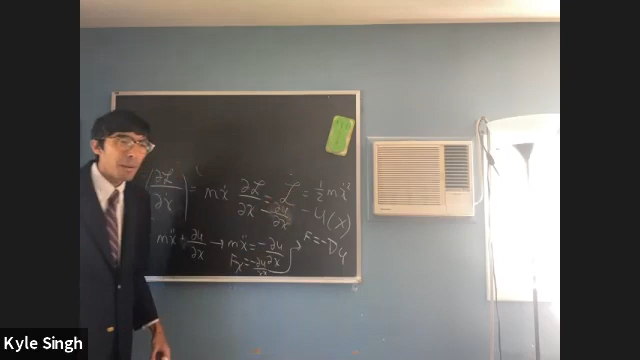 (∂ℒ/∂ẋ) = mẋ ∂ℒ/∂x = -∂u/∂x ℒ = ½mẋ² - U(x)
mẍ + ∂u/∂x → mẍ = -∂u/∂x F = -∇u
Fx = -∂u/∂x
Kyle Singh